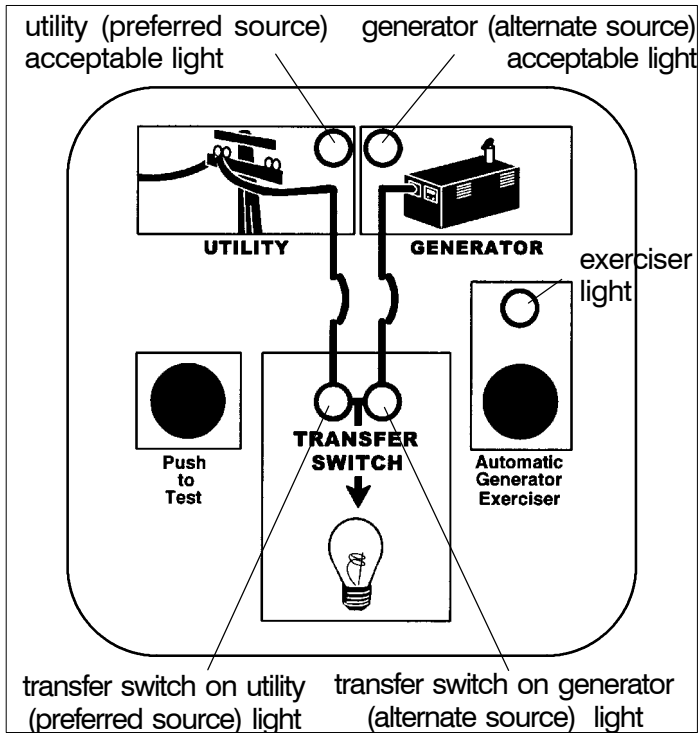 utility (preferred source)
acceptable light
generator (alternate source)
acceptable light
UTILITY
GENERATOR
exerciser
light
Push
to
Test
TRANSFER
SWITCH
Automatic
Generator
Exerciser
transfer switch on utility
(preferred source) light
transfer switch on generator
(alternate source) light